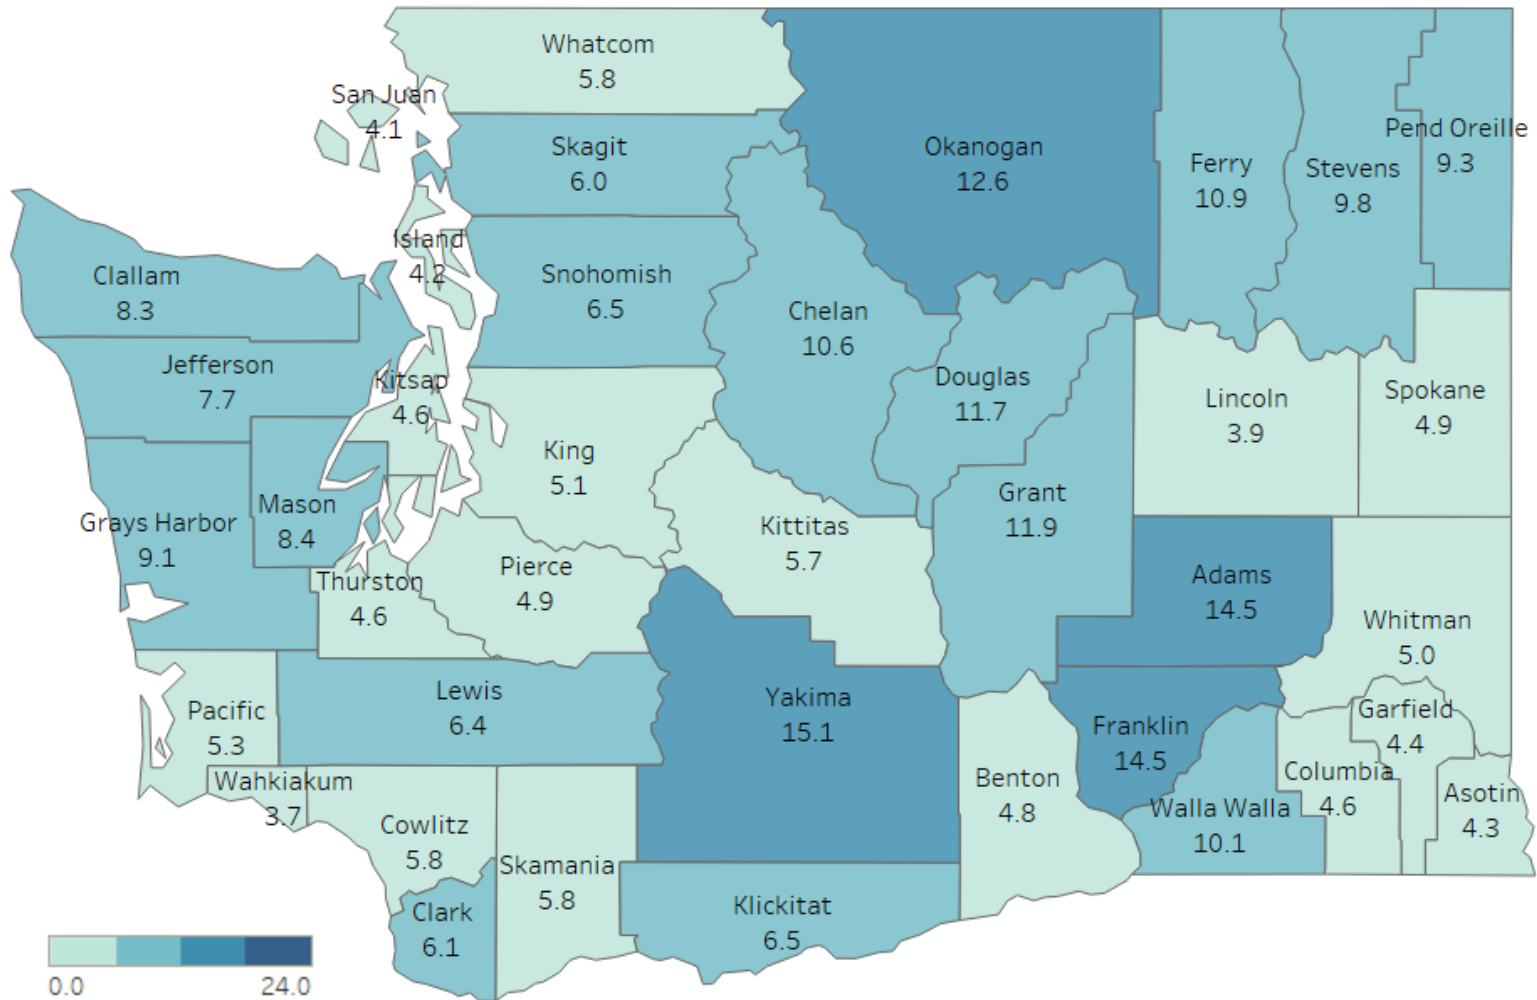 Whatcom
5.8
San Juan
4.1
Skagit
6.0
Okanogan
12.6
Ferry
10.9
Stevens
9.8
Pend Oreille
9.3
Island
4.2
Clallam
8.3
Snohomish
6.5
Chelan
10.6
Jefferson
7.7
Kitsap
4.6
Douglas
11.7
Lincoln
3.9
Spokane
4.9
King
5.1
Grant
11.9
Mason
8.4
Grays Harbor
9.1
Kittitas
5.7
Pierce
4.9
Thurston
4.6
Adams
14.5
Whitman
5.0
Lewis
6.4
Yakima
15.1
Pacific
5.3
Franklin
14.5
Garfield
4.4
Wahkiakum
3.7
Benton
4.8
Columbia
4.6
Asotin
4.3
Walla Walla
10.1
Cowlitz
5.8
Skamania
5.8
Clark
6.1
Klickitat
6.5
0.0 24.0